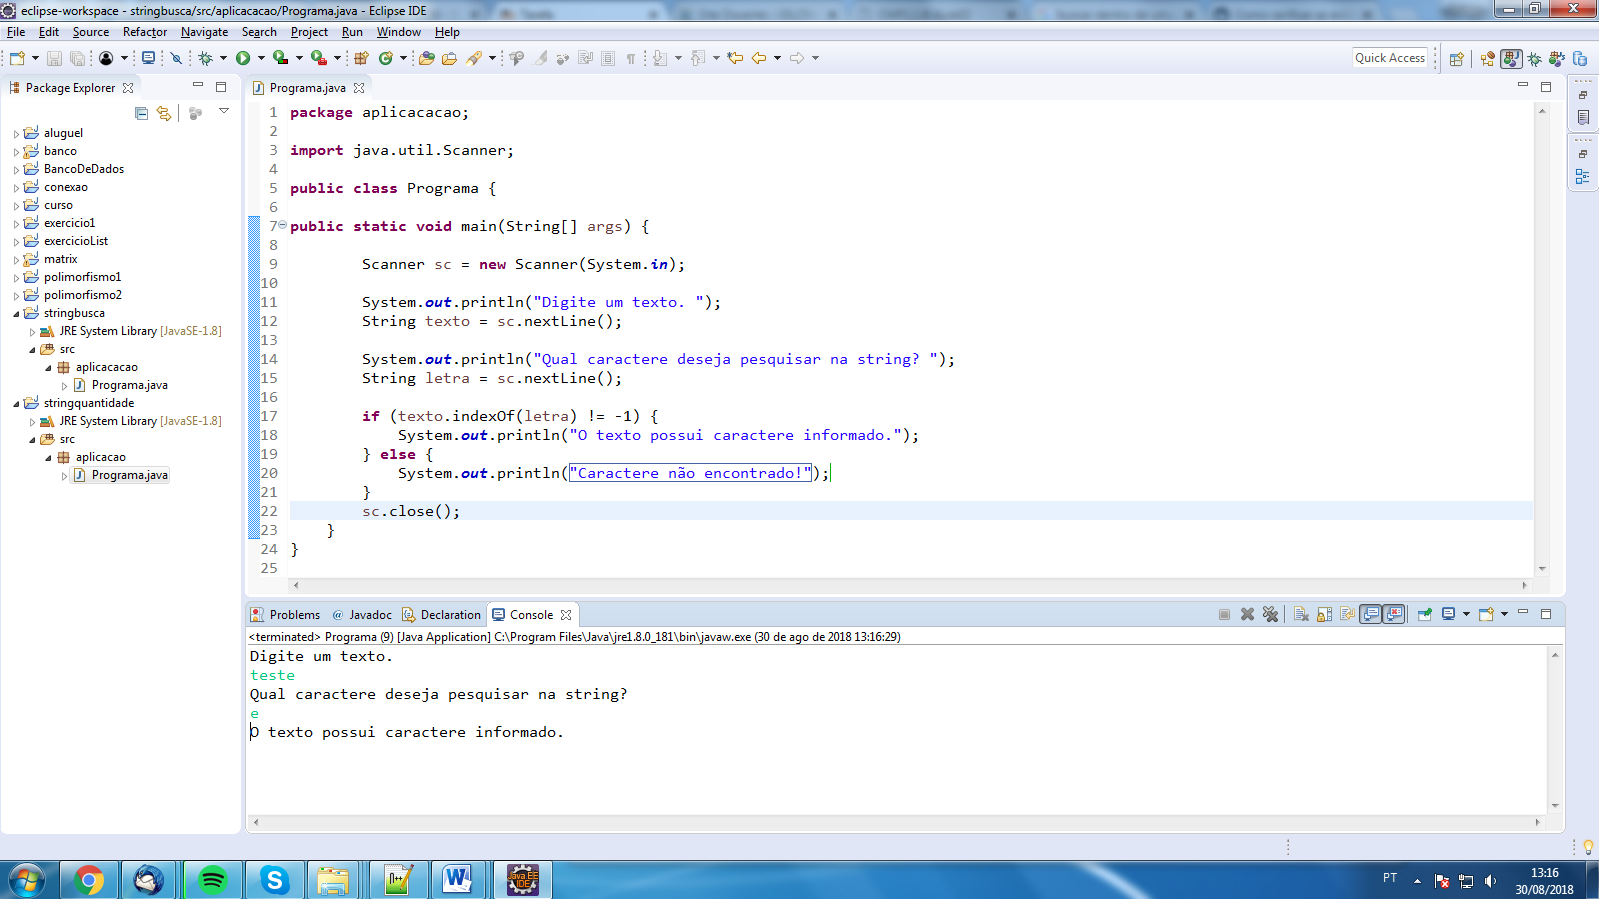 eclipse-workspace - stringbusca/src/aplicacacao/Programa.java - Eclipse IDE
File Edit Source Refactor Navigate Search Project Run Window Help
Quick Access
Package Explorer
aluguel
banco
BancoDeDados
conexao
curso
exercicio1
exercicioList
matrix
polimorfismo1
polimorfismo2
stringbusca
JRE System Library [JavaSE-1.8]
src
aplicacacao
Programa.java
stringquantidade
JRE System Library [JavaSE-1.8]
src
aplicacao
Programa.java
Programa.java
1 package aplicacacao;
2
3 import java.util.Scanner;
4
5 public class Programa {
6
7 public static void main(String[] args) {
8
9 Scanner sc = new Scanner(System.in);
10
11 System.out.println("Digite um texto. ");
12 String texto = sc.nextLine();
13
14 System.out.println("Qual caractere deseja pesquisar na string? ");
15 String letra = sc.nextLine();
16
17 if (texto.indexOf(letra) != -1) {
18 System.out.println("O texto possui caractere informado.");
19 } else {
20 System.out.println("Caractere não encontrado!");
21 }
22 sc.close();
23 }
24 }
25
Problems @ Javadoc Declaration Console
<terminated> Programa (9) [Java Application] C:\Program Files\Java\jre1.8.0_181\bin\javaw.exe (30 de ago de 2018 13:16:29)
Digite um texto.
teste
Qual caractere deseja pesquisar na string?
e
O texto possui caractere informado.
Java EE
IDE
PT
13:16
30/08/2018